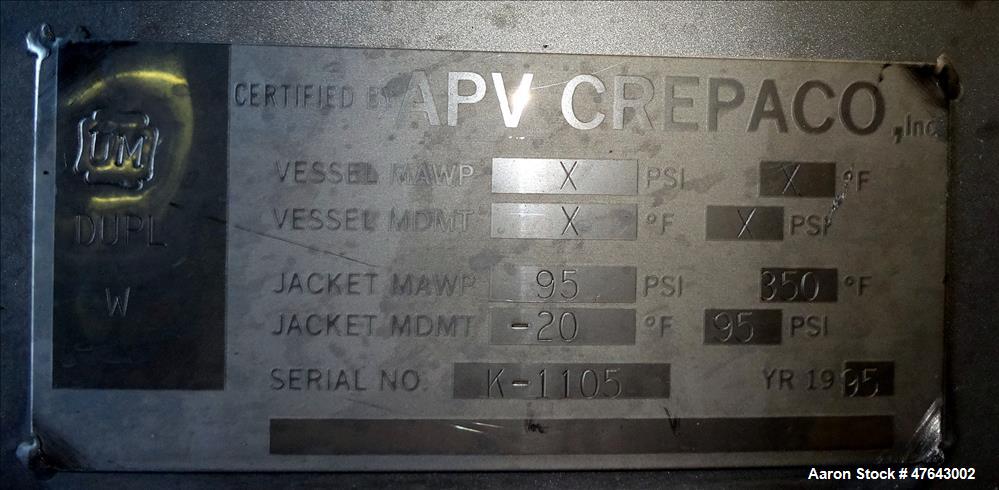 CERTIFIED BY APV CREPACO, Inc.
UM
VESSEL MAWP X PSI X °F
DUPL
VESSEL MDMT X °F X PSI
W
JACKET MAWP 95 PSI 350 °F
JACKET MDMT -20 °F 95 PSI
SERIAL NO. K-1105 YR 1995
Aaron Stock # 47643002